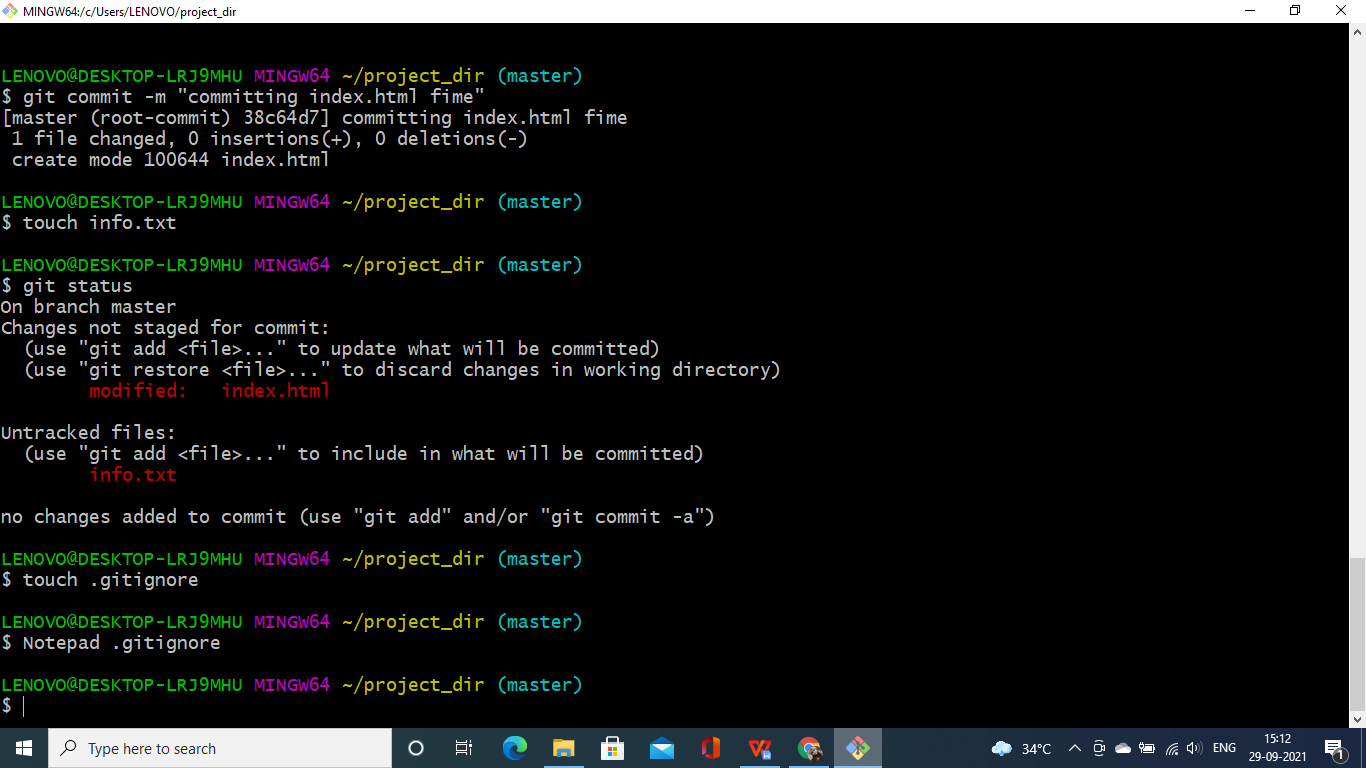 MINGW64:/c/Users/LENOVO/project_dir
LENOVO@DESKTOP-LRJ9MHU MINGW64 ~/project_dir (master)
$ git commit -m "committing index.html fime"
[master (root-commit) 38c64d7] committing index.html fime
 1 file changed, 0 insertions(+), 0 deletions(-)
 create mode 100644 index.html
LENOVO@DESKTOP-LRJ9MHU MINGW64 ~/project_dir (master)
$ touch info.txt
LENOVO@DESKTOP-LRJ9MHU MINGW64 ~/project_dir (master)
$ git status
On branch master
Changes not staged for commit:
  (use "git add <file>..." to update what will be committed)
  (use "git restore <file>..." to discard changes in working directory)
        modified:   index.html
Untracked files:
  (use "git add <file>..." to include in what will be committed)
        info.txt
no changes added to commit (use "git add" and/or "git commit -a")
LENOVO@DESKTOP-LRJ9MHU MINGW64 ~/project_dir (master)
$ touch .gitignore
LENOVO@DESKTOP-LRJ9MHU MINGW64 ~/project_dir (master)
$ Notepad .gitignore
LENOVO@DESKTOP-LRJ9MHU MINGW64 ~/project_dir (master)
$
Type here to search
34°C
ENG
15:12
29-09-2021
1